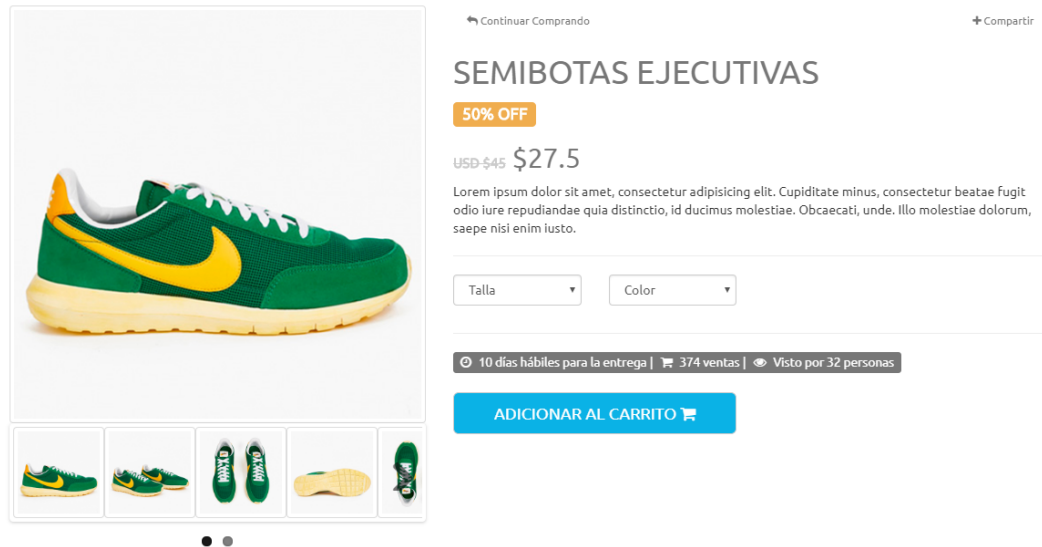 Continuar Comprando
Compartir
SEMIBOTAS EJECUTIVAS
50% OFF
USD $45 $27.5
Lorem ipsum dolor sit amet, consectetur adipisicing elit. Cupiditate minus, consectetur beatae fugit
odio iure repudiandae quia distinctio, id ducimus molestiae. Obcaecati, unde. Illo molestiae dolorum,
saepe nisi enim iusto.
Talla
Color
10 días hábiles para la entrega | 374 ventas | Visto por 32 personas
ADICIONAR AL CARRITO